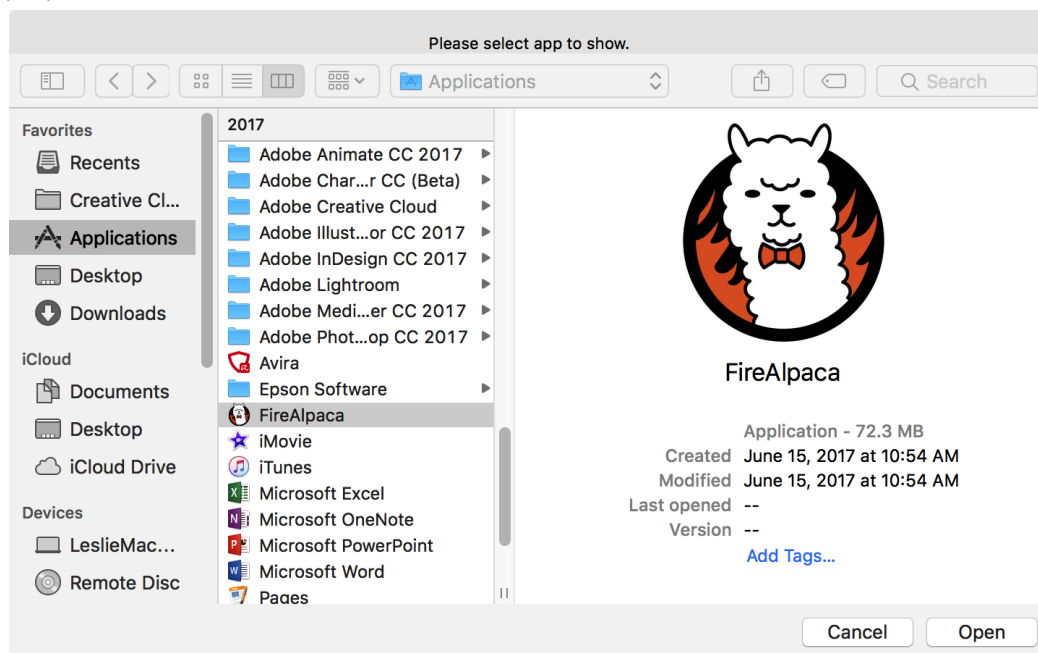 Please select app to show.
Applications
Search
Favorites
Recents
Creative Cl...
Applications
Desktop
Downloads
iCloud
Documents
Desktop
iCloud Drive
Devices
LeslieMac...
Remote Disc
2017
Adobe Animate CC 2017
Adobe Char...r CC (Beta)
Adobe Creative Cloud
Adobe Illust...or CC 2017
Adobe InDesign CC 2017
Adobe Lightroom
Adobe Medi...er CC 2017
Adobe Phot...op CC 2017
Avira
Epson Software
FireAlpaca
iMovie
iTunes
Microsoft Excel
Microsoft OneNote
Microsoft PowerPoint
Microsoft Word
Pages
FireAlpaca
Application - 72.3 MB
Created June 15, 2017 at 10:54 AM
Modified June 15, 2017 at 10:54 AM
Last opened --
Version --
Add Tags...
Cancel
Open